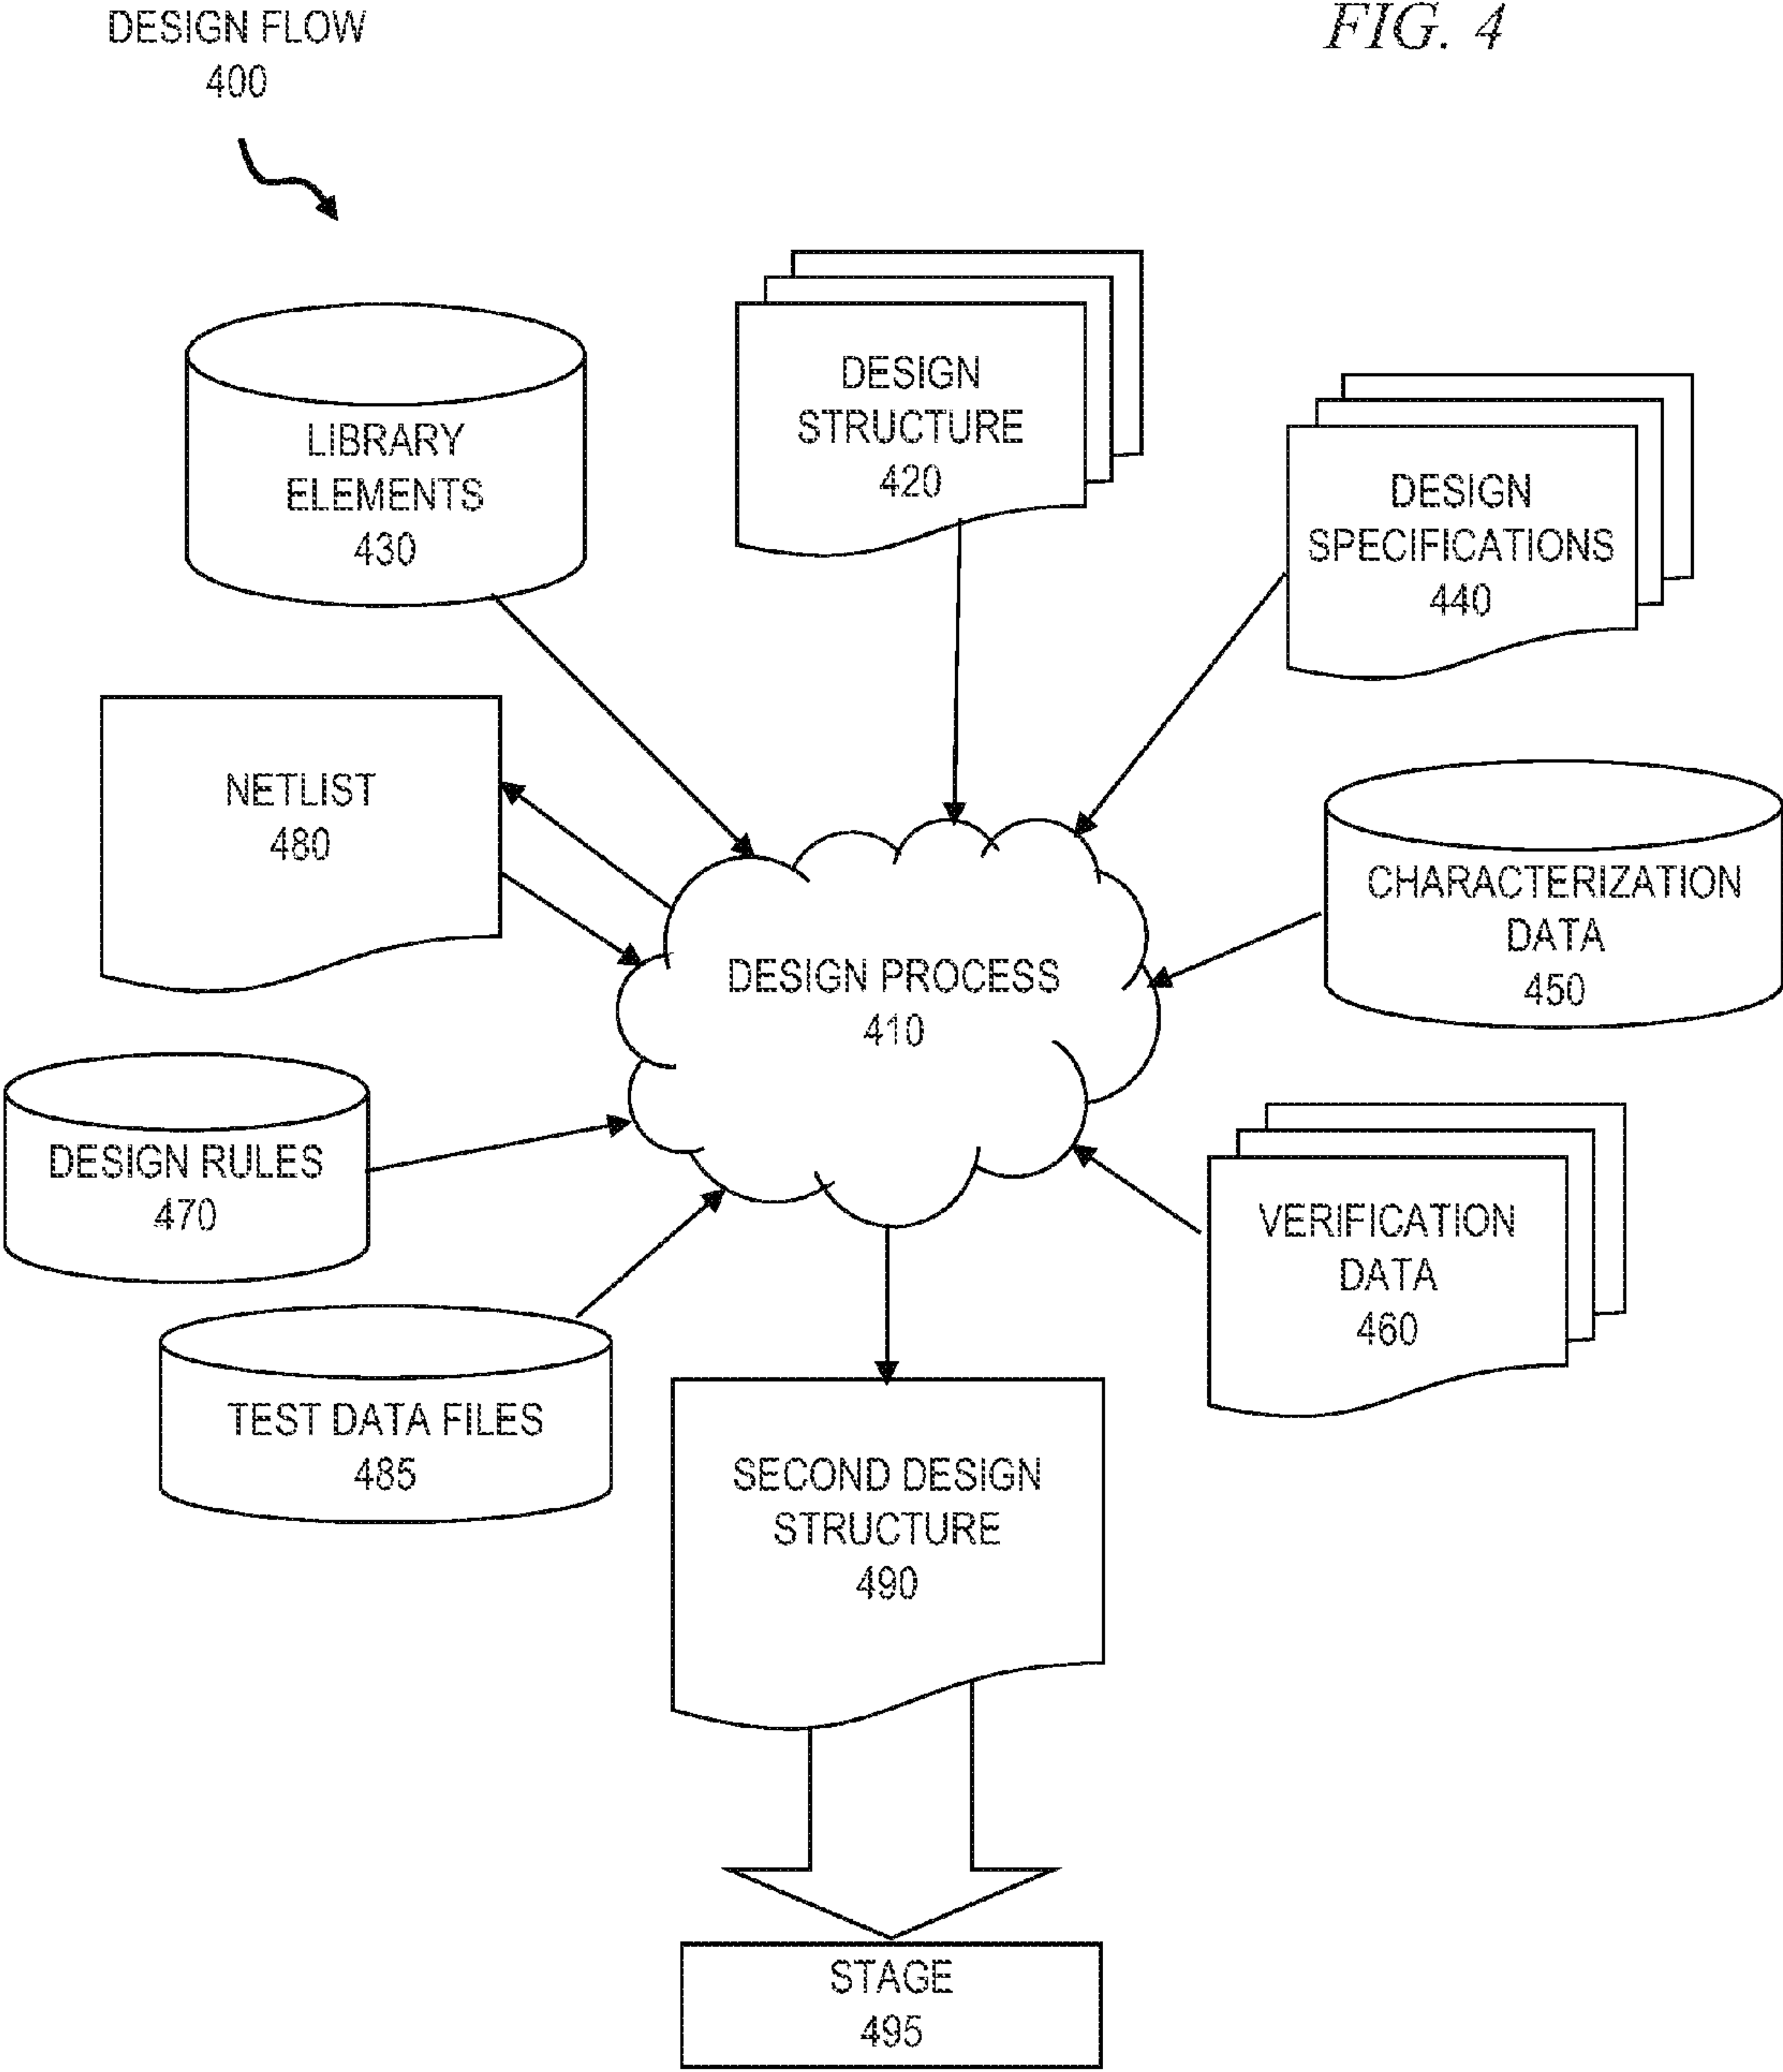 DESIGN FLOW
400
FIG. 4
LIBRARY
ELEMENTS
430
DESIGN
STRUCTURE
420
DESIGN
SPECIFICATIONS
440
NETLIST
480
CHARACTERIZATION
DATA
450
DESIGN PROCESS
410
DESIGN RULES
470
VERIFICATION
DATA
460
TEST DATA FILES
485
SECOND DESIGN
STRUCTURE
490
STAGE
495